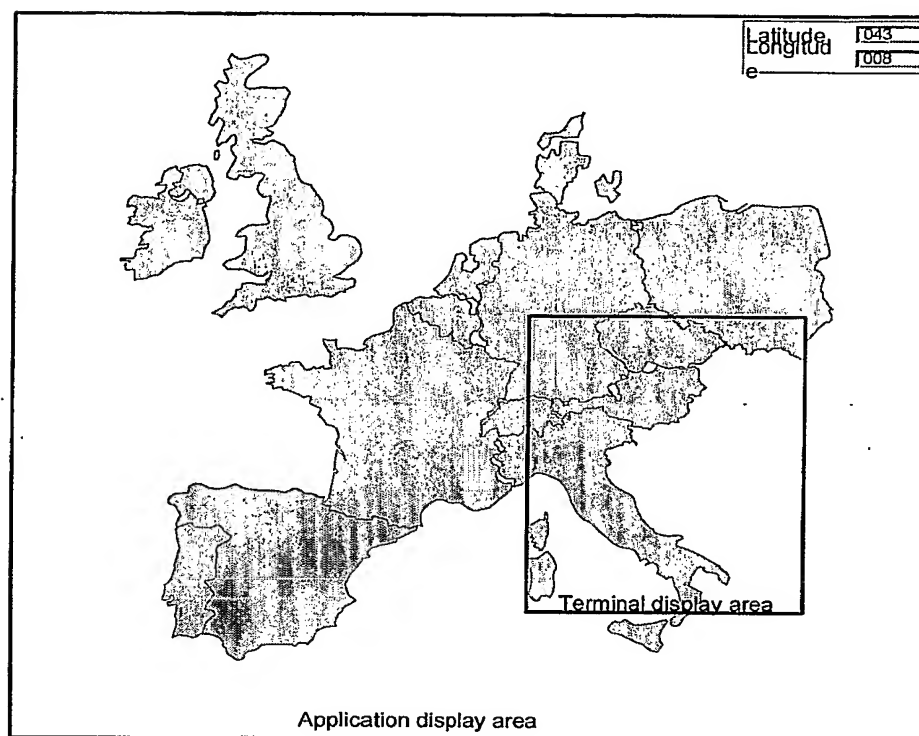 Latitude 043
Longitud
e 008
Terminal display area
Application display area